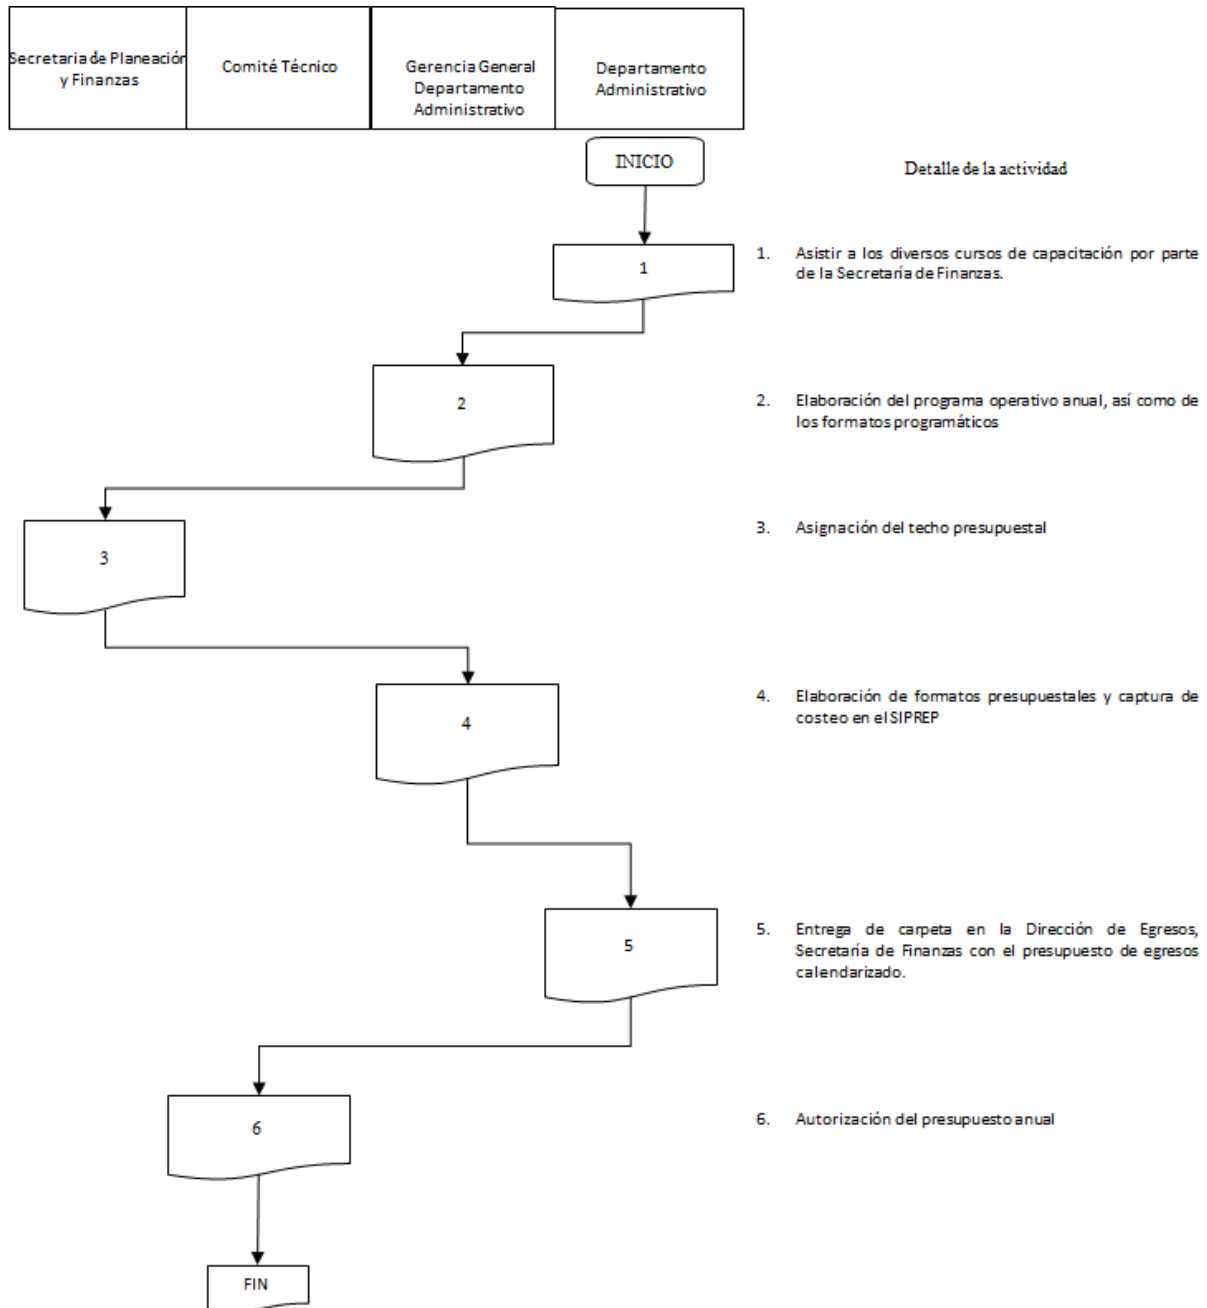 Secretaria de Planeación
y Finanzas
Comité Técnico
Gerencia General
Departamento
Administrativo
Departamento
Administrativo
INICIO
Detalle de la actividad
1
1. Asistir a los diversos cursos de capacitación por parte
de la Secretaría de Finanzas.
2
2. Elaboración del programa operativo anual, así como de
los formatos programáticos
3
3. Asignación del techo presupuestal
4
4. Elaboración de formatos presupuestales y captura de
costeo en el SIPREP
5
5. Entrega de carpeta en la Dirección de Egresos,
Secretaría de Finanzas con el presupuesto de egresos
calendarizado.
6
6. Autorización del presupuesto anual
FIN